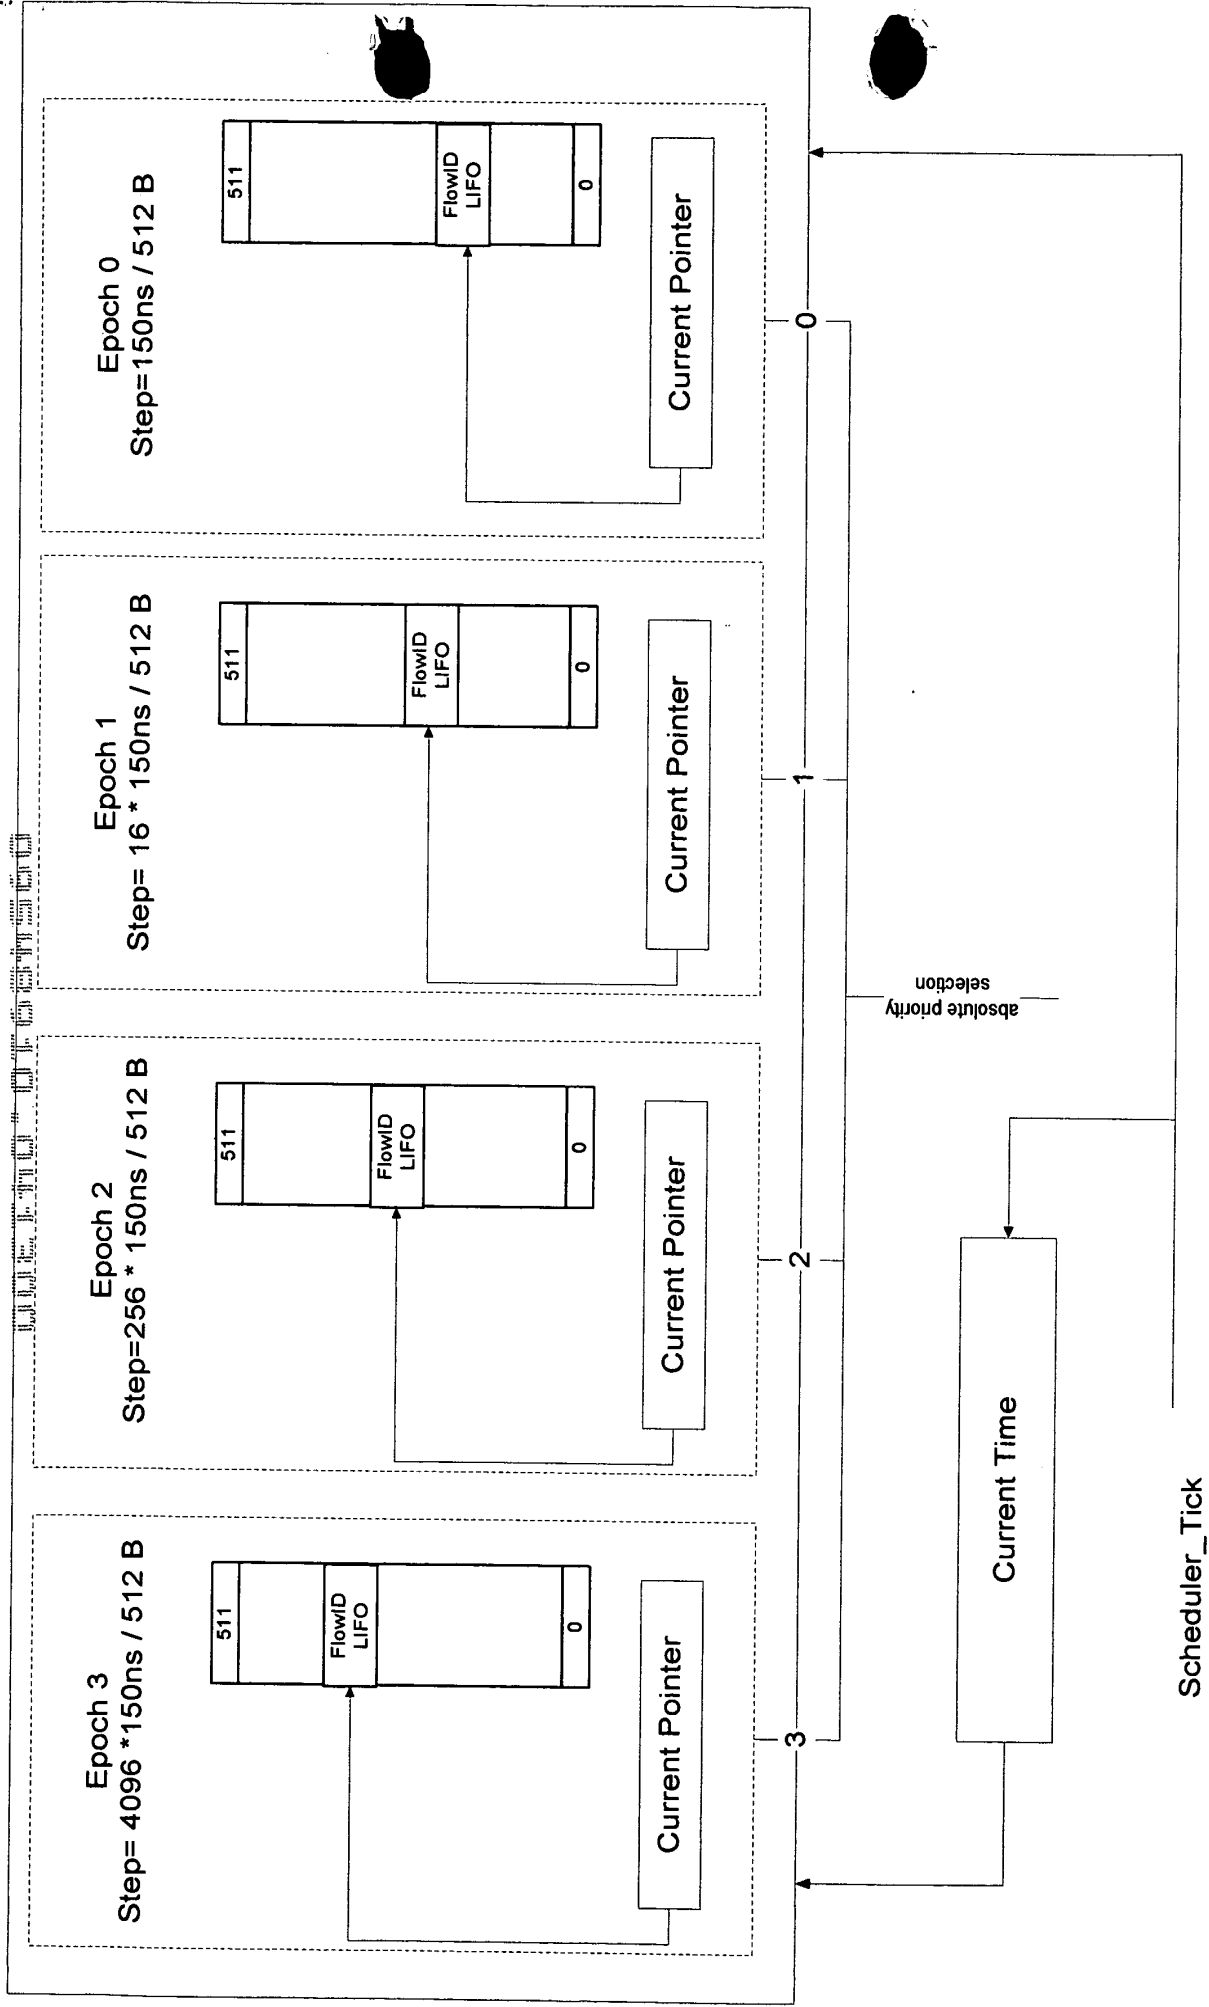 Epoch 3
Step= 4096 *150ns / 512 B
511
FlowID
LIFO
0
Current Pointer
3
Epoch 2
Step=256 * 150ns / 512 B
511
FlowID
LIFO
0
Current Pointer
2
Epoch 1
Step= 16 * 150ns / 512 B
511
FlowID
LIFO
0
Current Pointer
1
Epoch 0
Step=150ns / 512 B
511
FlowID
LIFO
0
Current Pointer
0
absolute priority
selection
Current Time
Scheduler_Tick